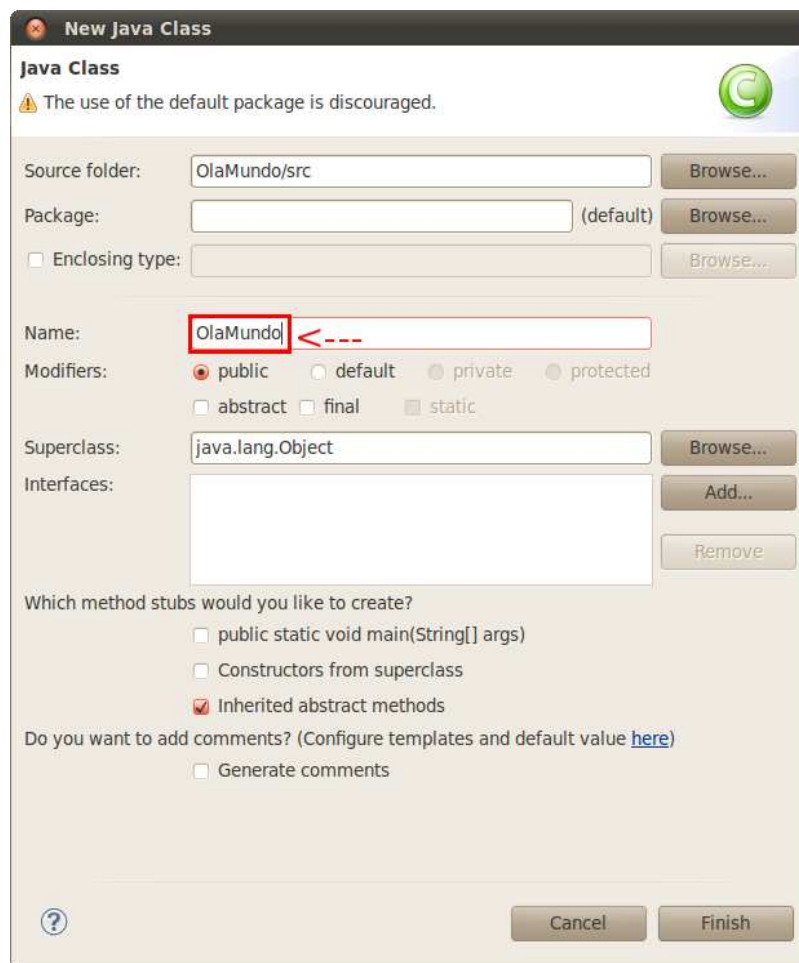 New Java Class
Java Class
The use of the default package is discouraged.
C
Source folder: OlaMundo/src Browse...
Package: (default) Browse...
Enclosing type: Browse...
Name: OlaMundo <---
Modifiers: public default private protected
abstract final static
Superclass: java.lang.Object Browse...
Interfaces: Add...
Remove
Which method stubs would you like to create?
public static void main(String[] args)
Constructors from superclass
Inherited abstract methods
Do you want to add comments? (Configure templates and default value here)
Generate comments
? Cancel Finish